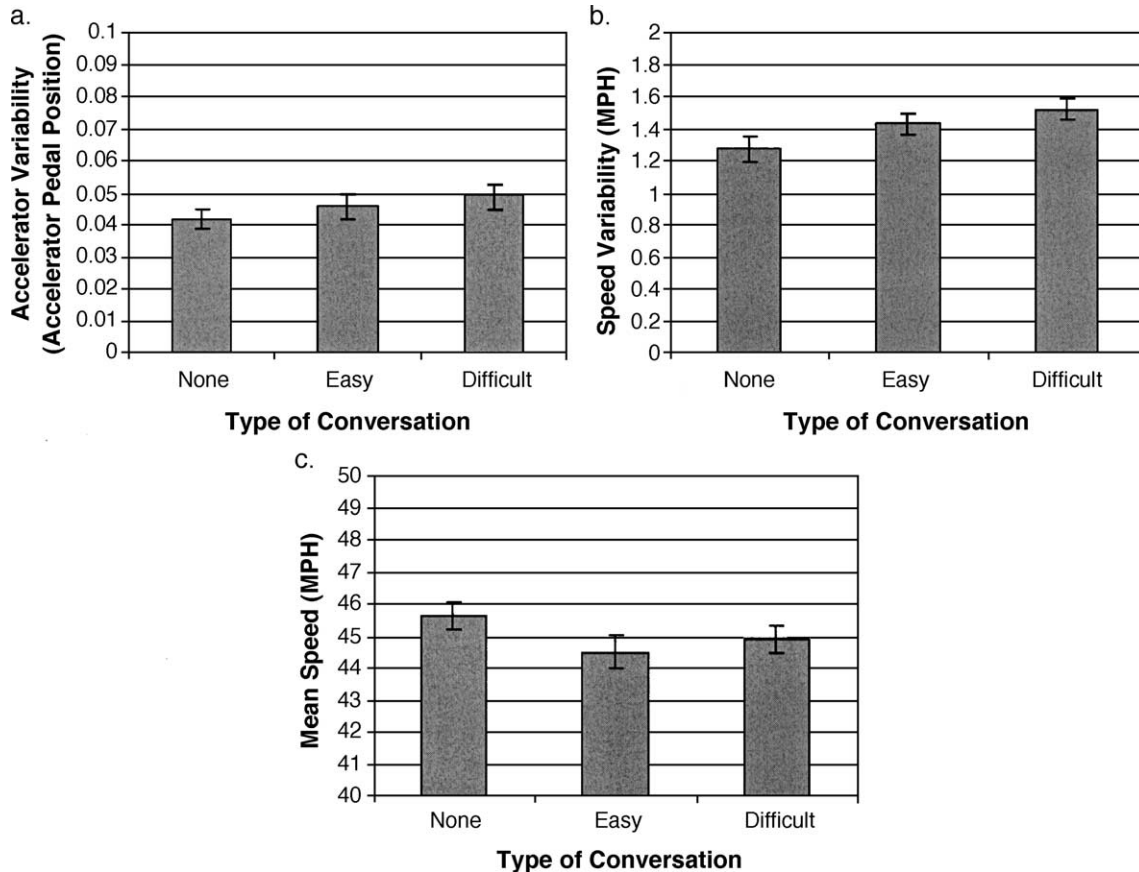 a.
Accelerator Variability
(Accelerator Pedal Position)
0.1
0.09
0.08
0.07
0.06
0.05
0.04
0.03
0.02
0.01
0
None Easy Difficult
Type of Conversation
b.
Speed Variability (MPH)
2
1.8
1.6
1.4
1.2
1
0.8
0.6
0.4
0.2
0
None Easy Difficult
Type of Conversation
c.
Mean Speed (MPH)
50
49
48
47
46
45
44
43
42
41
40
None Easy Difficult
Type of Conversation